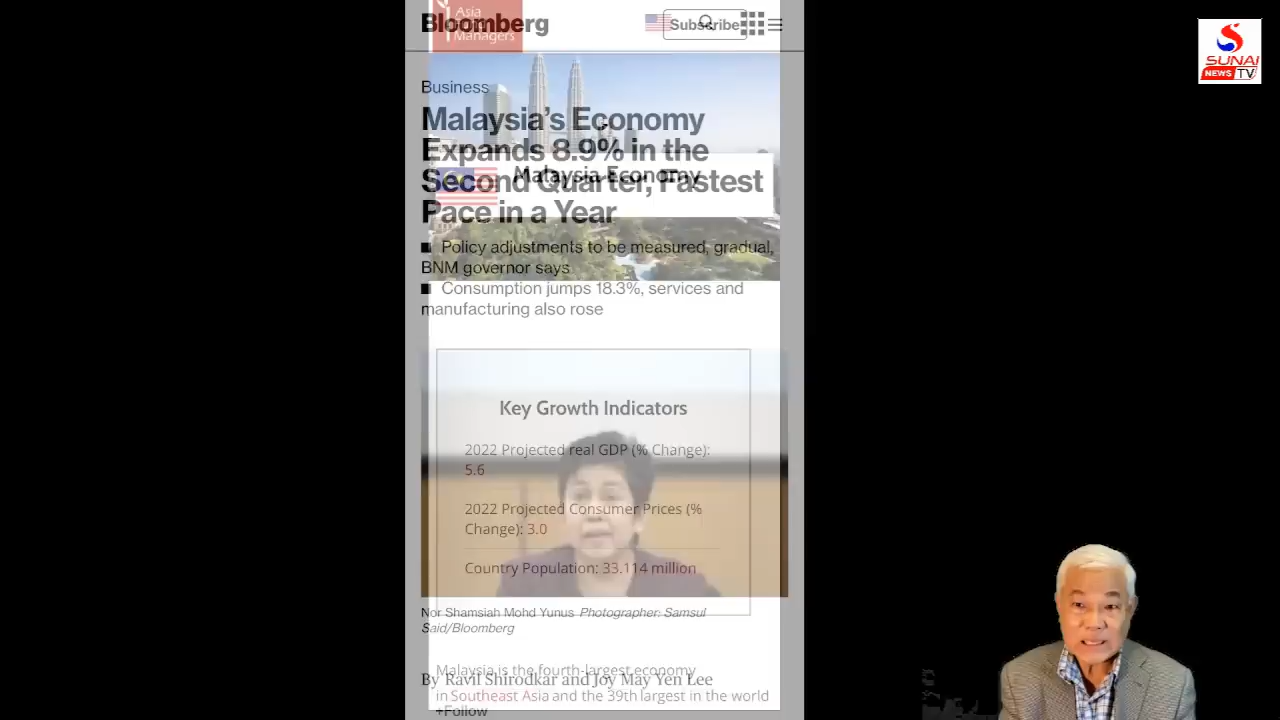 Asia
Managers
Bloomberg
Subscribe
Business
Malaysia's Economy
Expands 8.9% in the
Second Quarter, Fastest
Pace in a Year
Malaysia Economy
■ Policy adjustments to be measured, gradual,
BNM governor says
■ Consumption jumps 18.3%, services and
manufacturing also rose
Key Growth Indicators
2022 Projected real GDP (% Change):
5.6
2022 Projected Consumer Prices (%
Change): 3.0
Country Population: 33.114 million
Nor Shamsiah Mohd Yunus Photographer: Samsul
Said/Bloomberg
Malaysia is the fourth-largest economy
By Ravil Shirodkar and Joy May Yen Lee
in Southeast Asia and the 39th largest in the world
+Follow
SUNAI
NEWS TV